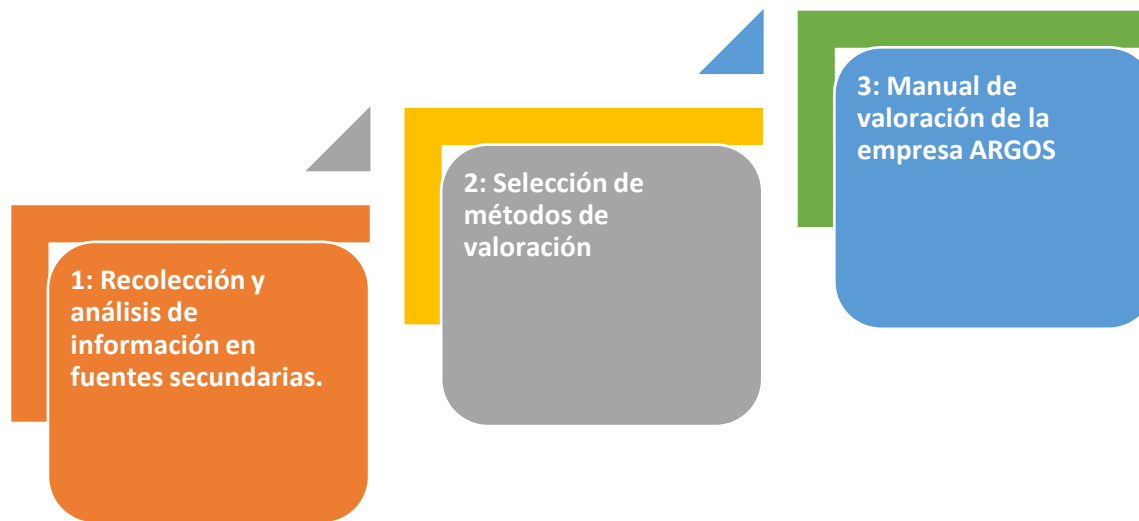 1: Recolección y
análisis de
información en
fuentes secundarias.
2: Selección de
métodos de
valoración
3: Manual de
valoración de la
empresa ARGOS